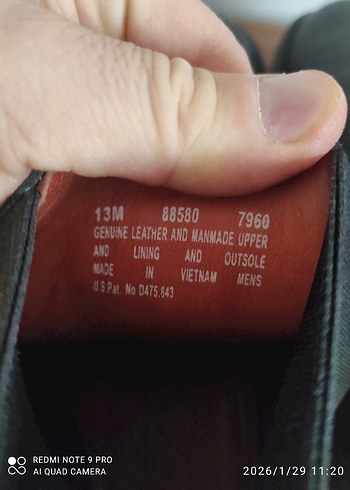 13M 88580 7960
GENUINE LEATHER AND MANMADE UPPER
AND LINING AND OUTSOLE
MADE IN VIETNAM MENS
U.S Pat. No D475,843
REDMI NOTE 9 PRO
AI QUAD CAMERA
2026/1/29 11:20